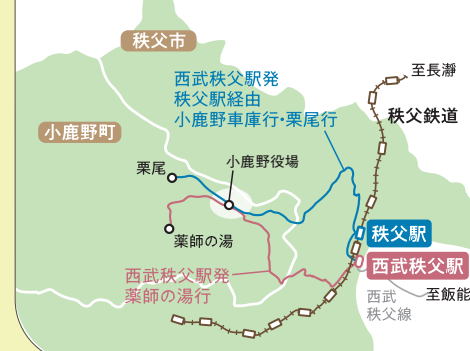 秩父市
至長瀞
西武秩父駅発
秩父駅経由
小鹿野車庫行・栗尾行
秩父鉄道
小鹿野町
小鹿野役場
栗尾
薬師の湯
秩父駅
西武秩父駅
西武秩父駅発
薬師の湯行
西武
秩父線
至飯能